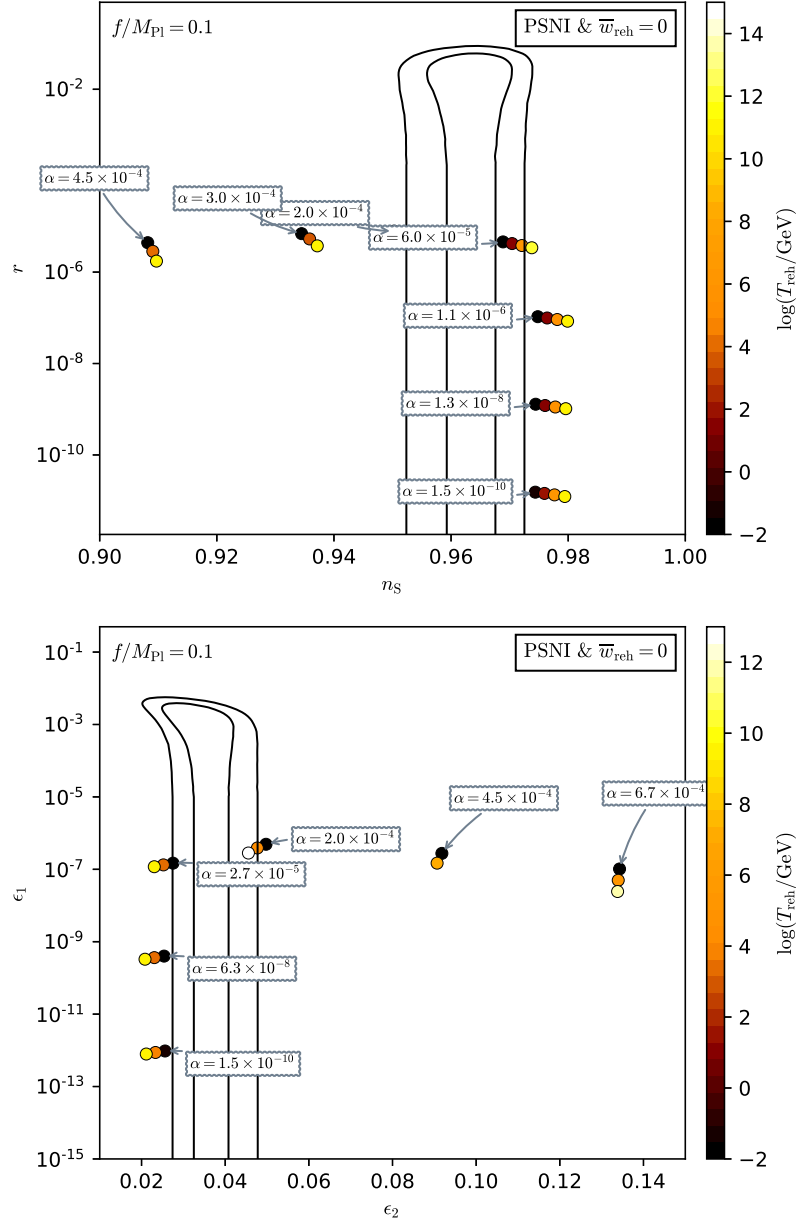 f/M_Pl = 0.1
PSNI & w̅_reh = 0
10^-2
10^-6
10^-8
10^-10
r
α = 4.5 × 10^-4
α = 3.0 × 10^-4
α = 2.0 × 10^-4
α = 6.0 × 10^-5
α = 1.1 × 10^-6
α = 1.3 × 10^-8
α = 1.5 × 10^-10
0.90 0.92 0.94 0.96 0.98 1.00
n_S
14
12
10
8
6
4
2
0
−2
log(T_reh/GeV)
f/M_Pl = 0.1
PSNI & w̅_reh = 0
10^-1
10^-3
10^-5
10^-7
10^-9
10^-11
10^-13
10^-15
ϵ_1
α = 6.7 × 10^-4
α = 4.5 × 10^-4
α = 2.0 × 10^-4
α = 2.7 × 10^-5
α = 6.3 × 10^-8
α = 1.5 × 10^-10
0.02 0.04 0.06 0.08 0.10 0.12 0.14
ϵ_2
12
10
8
6
4
2
0
−2
log(T_reh/GeV)